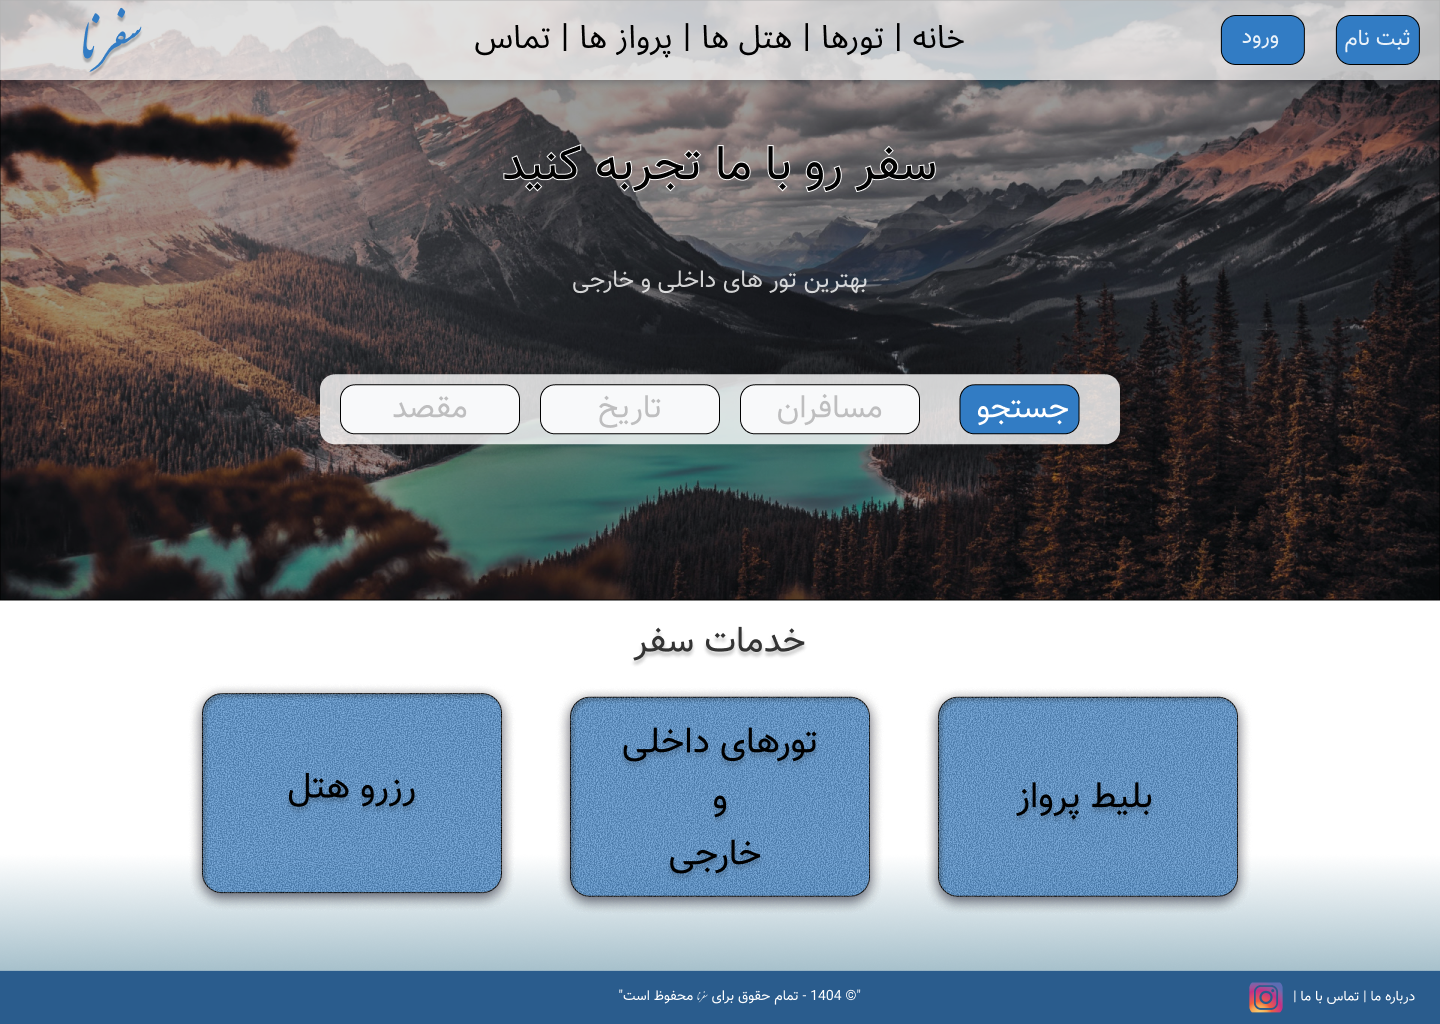 ثبت نام
ورود
خانه | تورها | هتل ها | پرواز ها | تماس
سفرنا
سفر رو با ما تجربه کنید
بهترین تور های داخلی و خارجی
جستجو
مسافران
تاریخ
مقصد
خدمات سفر
بلیط پرواز
تورهای داخلی
و
خارجی
رزرو هتل
درباره ما | تماس با ما |
"© 1404 - تمام حقوق برای سفرنا محفوظ است"